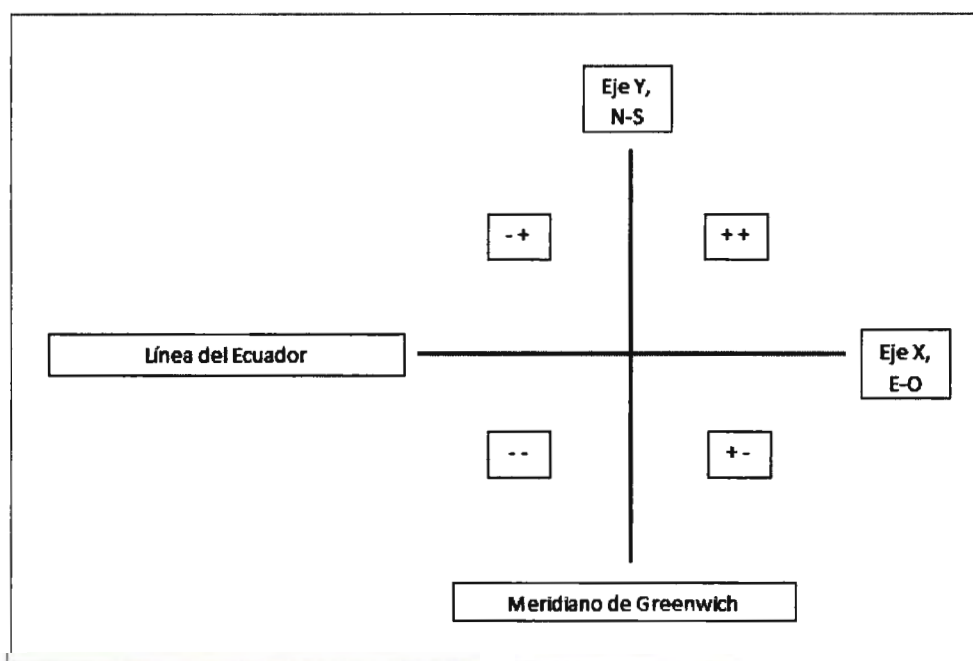 Eje Y,
N-S
- +
+ +
Línea del Ecuador
Eje X,
E-O
- -
+ -
Meridiano de Greenwich